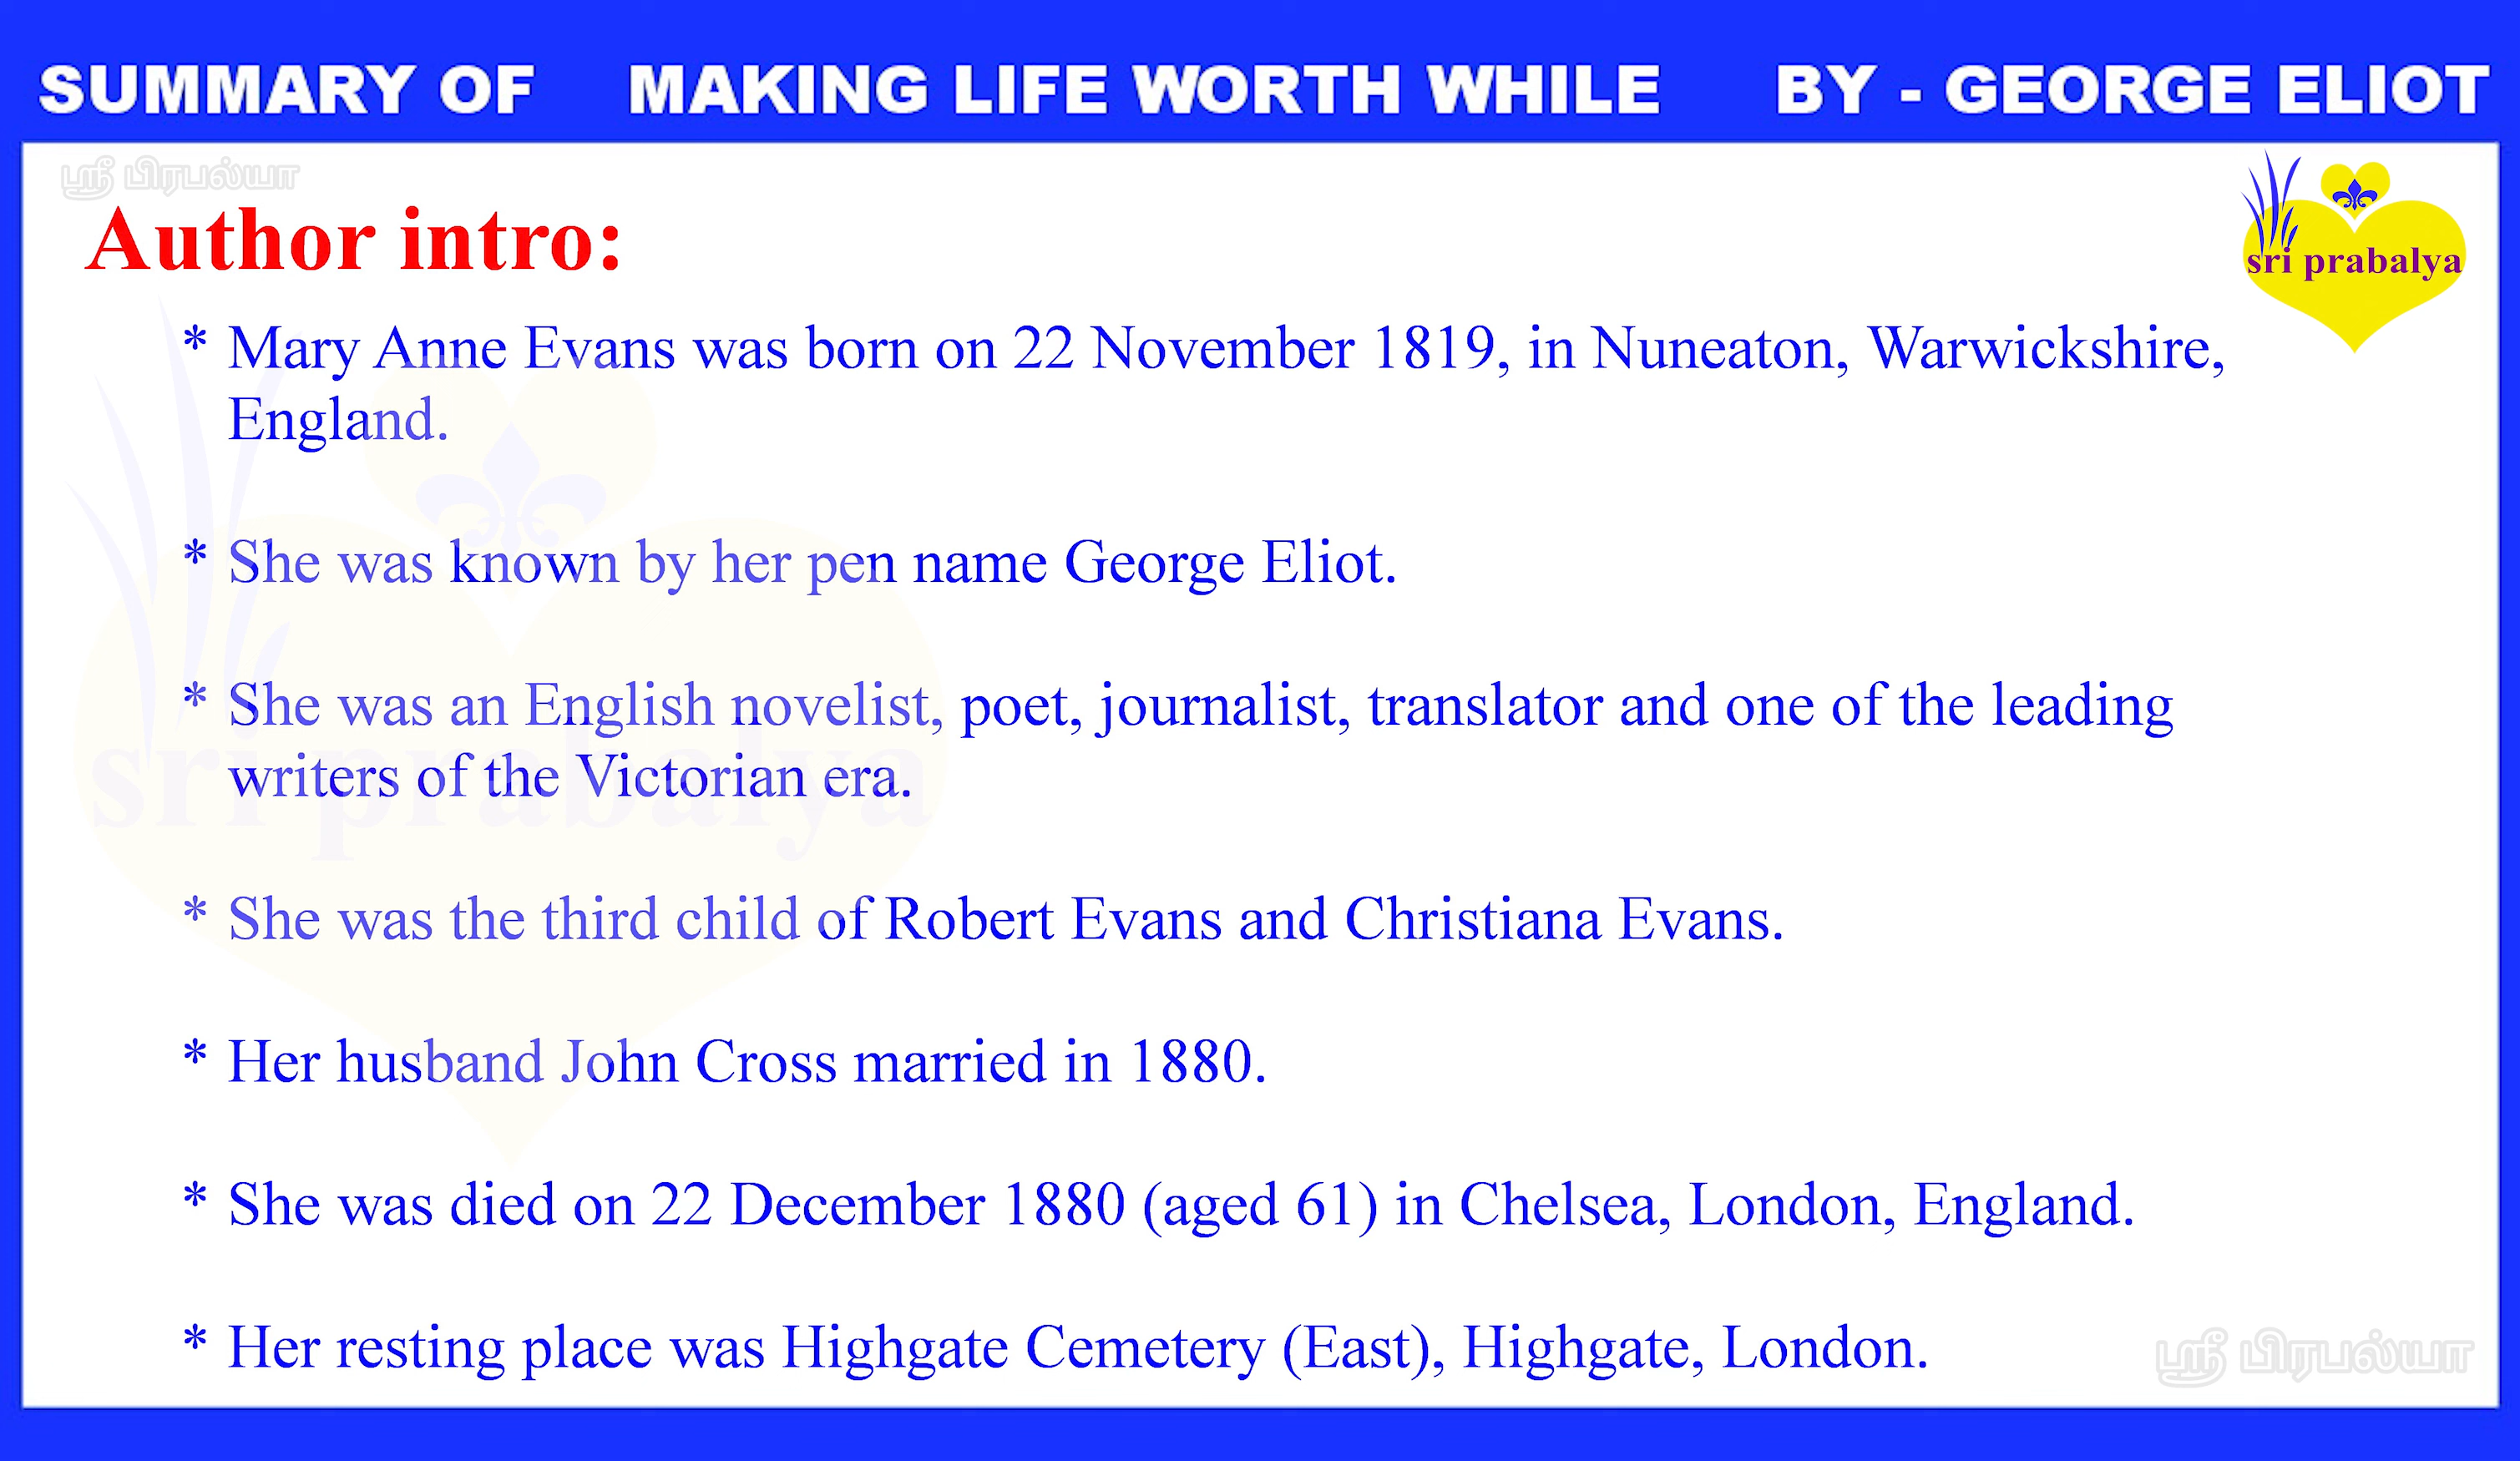 SUMMARY OF MAKING LIFE WORTH WHILE BY - GEORGE ELIOT
ஸ்ரீ பிரபல்யா
sri prabalya
Author intro:
* Mary Anne Evans was born on 22 November 1819, in Nuneaton, Warwickshire,
England.
* She was known by her pen name George Eliot.
* She was an English novelist, poet, journalist, translator and one of the leading
writers of the Victorian era.
sri prabalya
* She was the third child of Robert Evans and Christiana Evans.
* Her husband John Cross married in 1880.
* She was died on 22 December 1880 (aged 61) in Chelsea, London, England.
* Her resting place was Highgate Cemetery (East), Highgate, London.
ஸ்ரீ பிரபல்யா